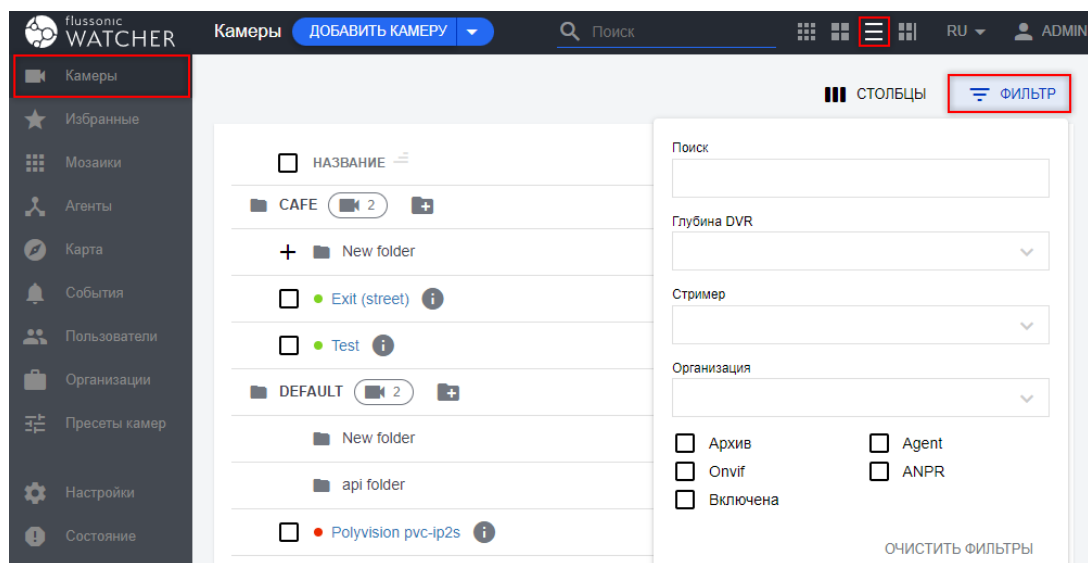 flussonic
WATCHER
Камеры ДОБАВИТЬ КАМЕРУ Поиск RU ADMIN
Камеры
Избранные
Мозаики
Агенты
Карта
События
Пользователи
Организации
Пресеты камер
Настройки
Состояние
СТОЛБЦЫ ФИЛЬТР
НАЗВАНИЕ
CAFE 2
New folder
Exit (street)
Test
DEFAULT 2
New folder
api folder
Polyvision pvc-ip2s
Поиск
Глубина DVR
Стример
Организация
Архив Agent
Onvif ANPR
Включена
ОЧИСТИТЬ ФИЛЬТРЫ